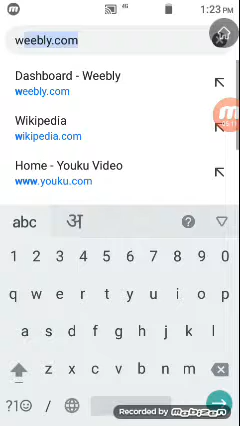 4G 1:23 PM
weebly.com
Dashboard - Weebly
weebly.com
Wikipedia
wikipedia.com
Home - Youku Video
www.youku.com
abc अ
1 2 3 4 5 6 7 8 9 0
q w e r t y u i o p
a s d f g h j k l
z x c v b n m
?1☺ /
Recorded by mobizen